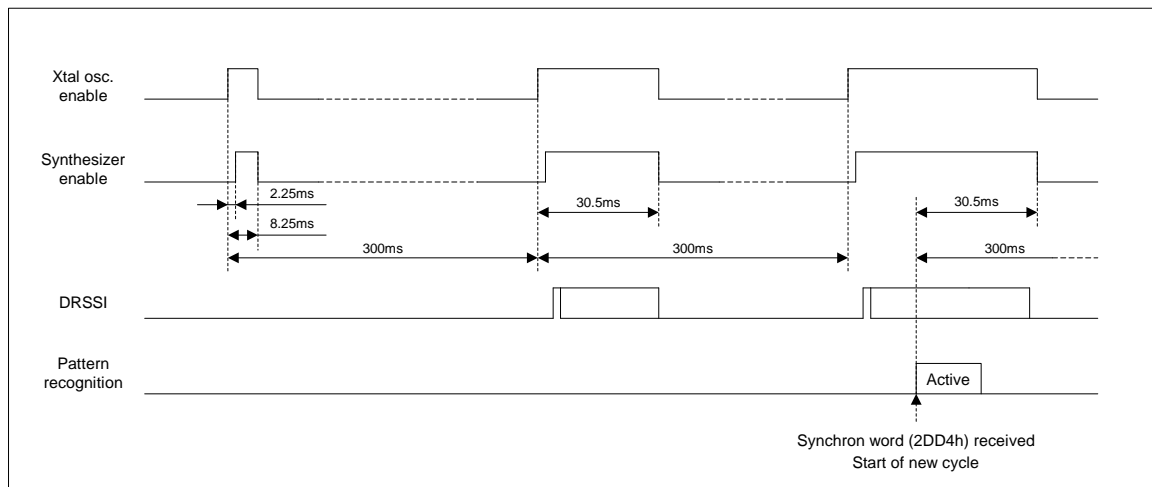 Xtal osc.
enable
Synthesizer
enable
2.25ms
8.25ms
30.5ms
30.5ms
300ms
300ms
300ms
DRSSI
Pattern
recognition
Active
Synchron word (2DD4h) received
Start of new cycle